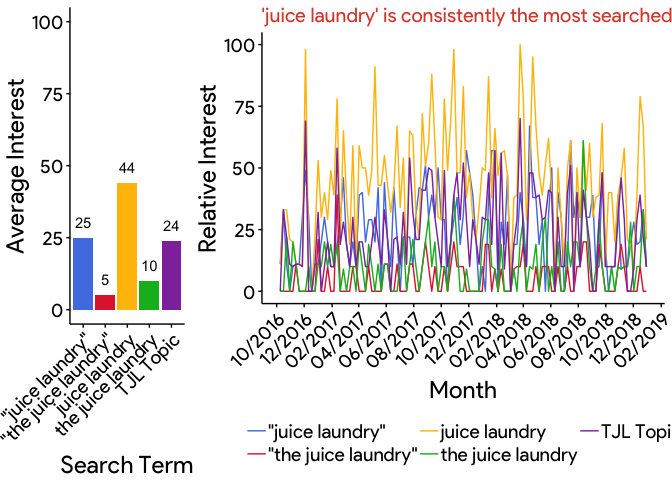 'juice laundry' is consistently the most searched
Average Interest
100
75
50
25
0
25
5
44
10
24
"juice laundry"
"the juice laundry"
juice laundry
the juice laundry
TJL Topic
Search Term
Relative Interest
100
75
50
25
0
10/2016
12/2016
02/2017
04/2017
06/2017
08/2017
10/2017
12/2017
02/2018
04/2018
06/2018
08/2018
10/2018
12/2018
02/2019
Month
"juice laundry"
juice laundry
TJL Topi
"the juice laundry"
the juice laundry